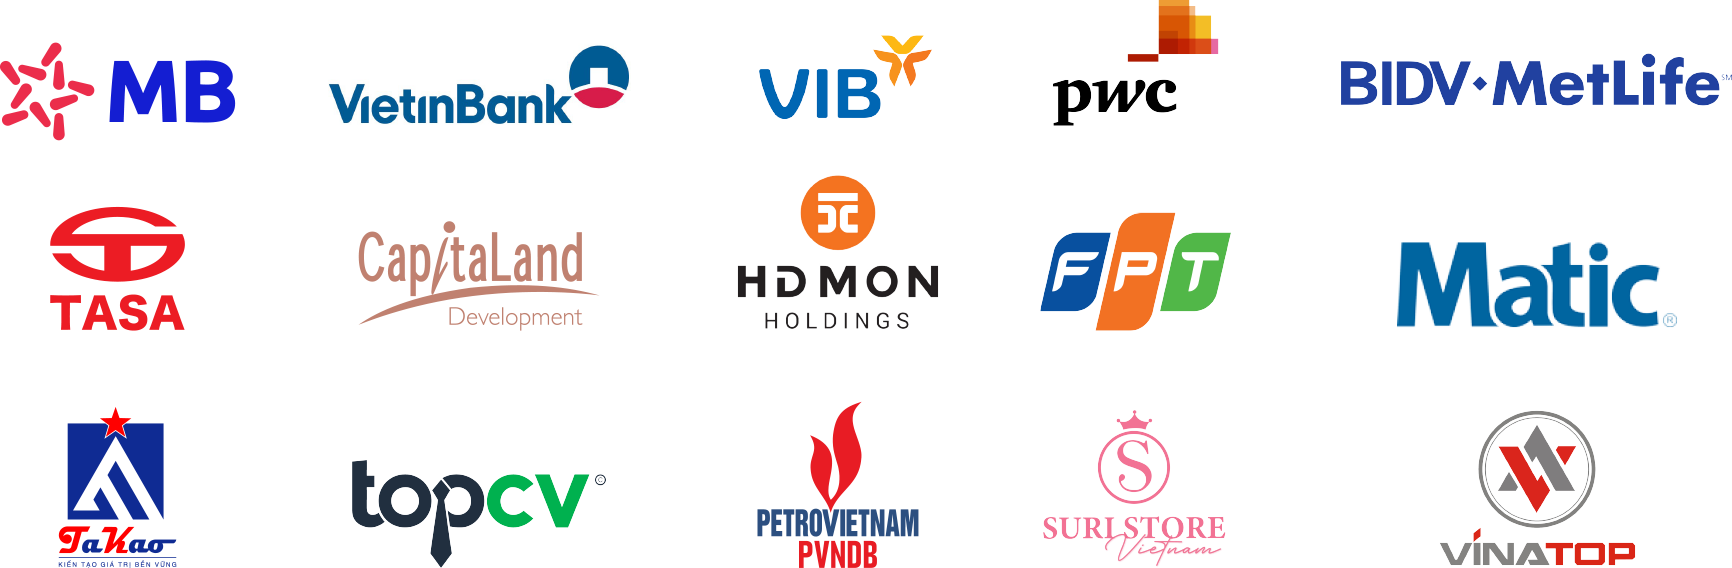 MB
VietinBank
VIB
pwc
BIDV MetLife SM
TASA
CapitaLand
Development
HDMON
HOLDINGS
FPT
Matic ®
TaKao
KIẾN TẠO GIÁ TRỊ BỀN VỮNG
topcv ©
PETROVIETNAM
PVNDB
S
SURI STORE
Vietnam
VINATOP